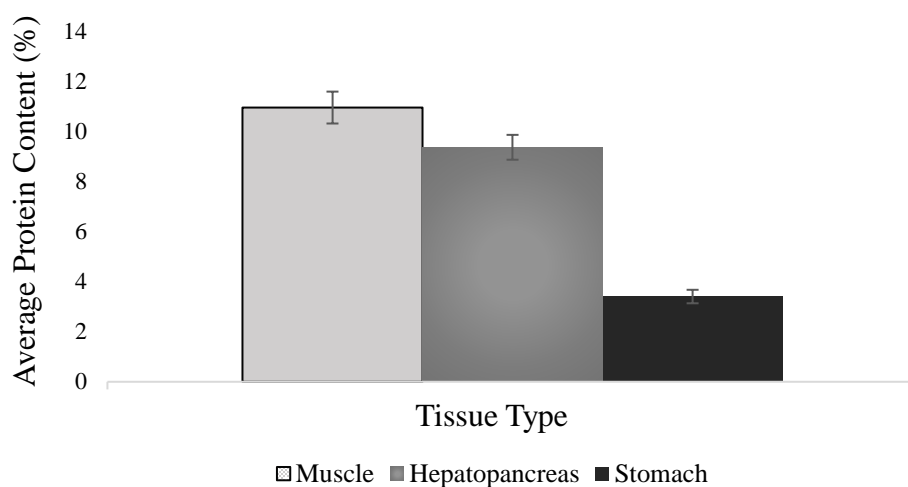 Average Protein Content (%)
14
12
10
8
6
4
2
0
Tissue Type
Muscle Hepatopancreas Stomach